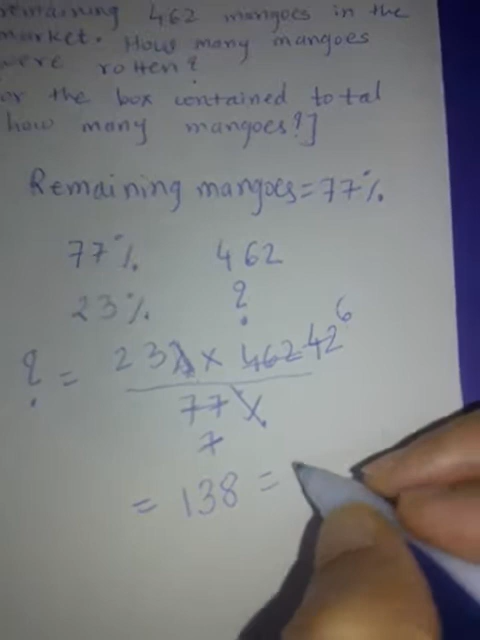 remaining 462 mangoes in the
market. How many mangoes
were rotten?
or the box contained total
how many mangoes?]
Remaining mangoes = 77%
77% 462
23% ?
? = 23% × 462 42 6
77%
7
= 138 =